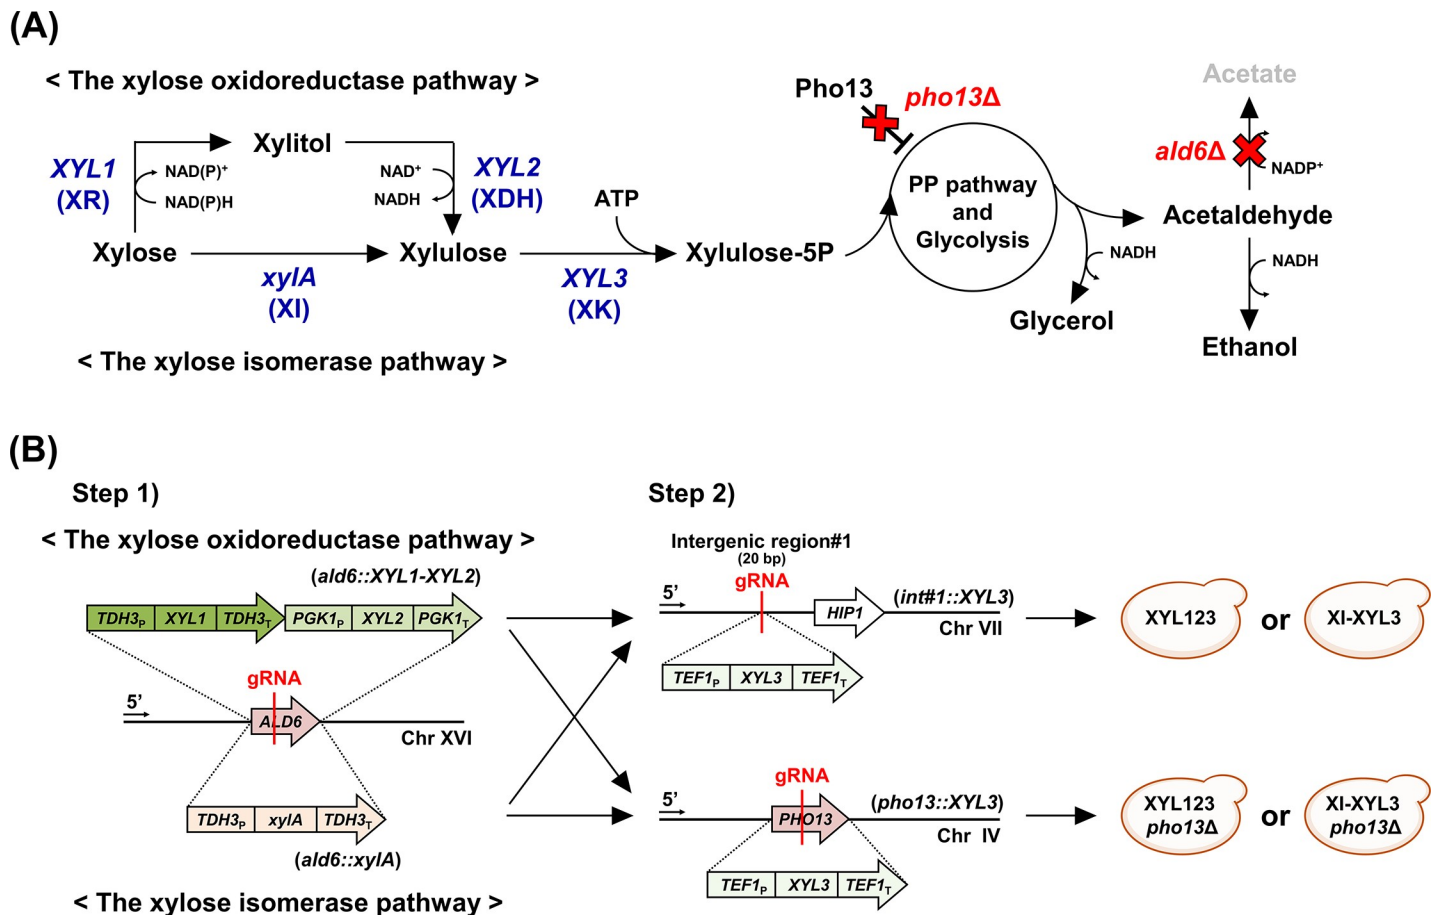 (A)
< The xylose oxidoreductase pathway >
Acetate
Pho13
pho13Δ
ald6Δ
NADP⁺
Xylitol
XYL1
(XR)
NAD(P)⁺
NAD(P)H
NAD⁺
NADH
XYL2
(XDH)
ATP
PP pathway
and
Glycolysis
Acetaldehyde
Xylose
Xylulose
Xylulose-5P
NADH
NADH
xylA
(XI)
XYL3
(XK)
Glycerol
Ethanol
< The xylose isomerase pathway >
(B)
Step 1)
< The xylose oxidoreductase pathway >
(ald6::XYL1-XYL2)
TDH3P XYL1 TDH3T PGK1P XYL2 PGK1T
gRNA
5’
ALD6
Chr XVI
TDH3P xylA TDH3T
(ald6::xylA)
< The xylose isomerase pathway >
Step 2)
Intergenic region#1
(20 bp)
gRNA
5’
HIP1
(int#1::XYL3)
Chr VII
TEF1P XYL3 TEF1T
gRNA
5’
PHO13
(pho13::XYL3)
Chr IV
TEF1P XYL3 TEF1T
XYL123 or XI-XYL3
XYL123
pho13Δ
or
XI-XYL3
pho13Δ